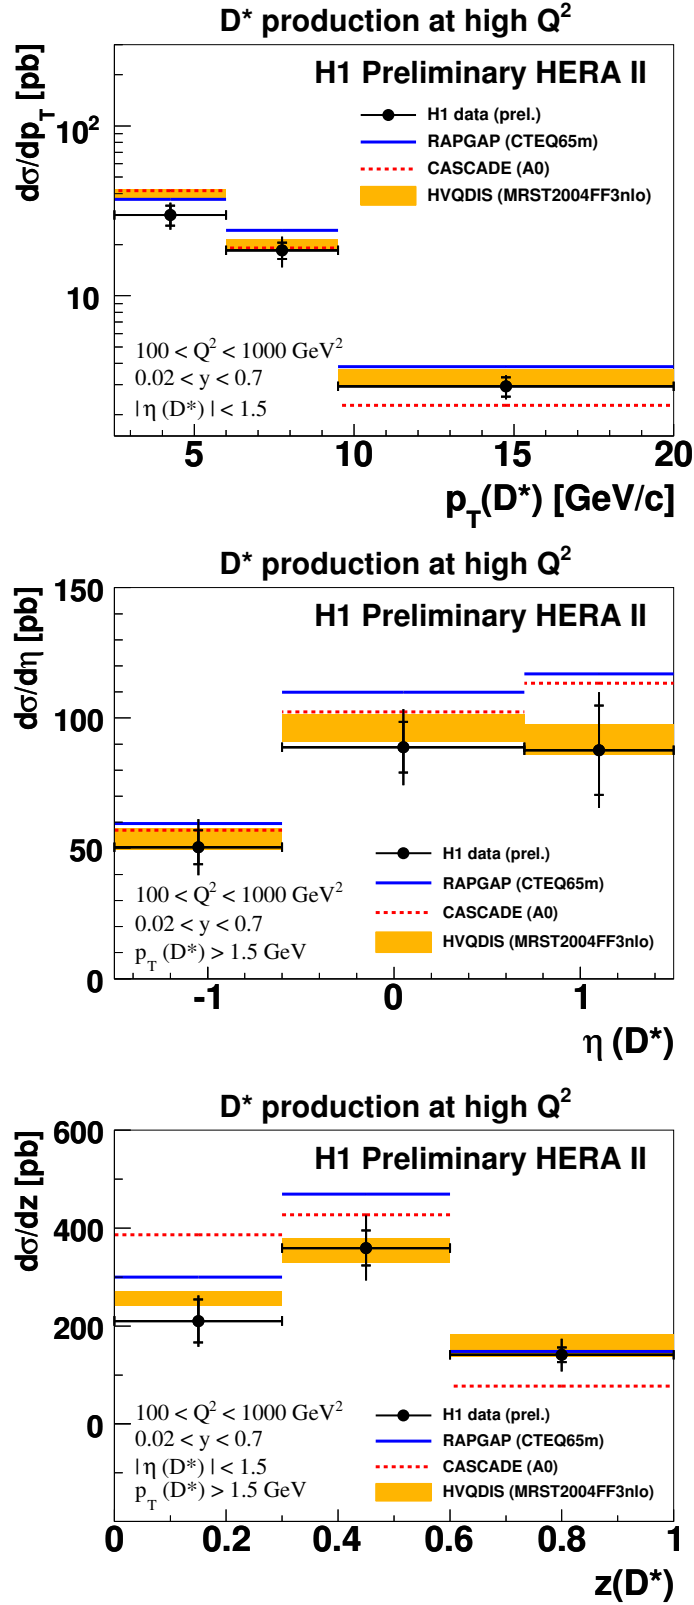 D* production at high Q²
dσ/dp_T [pb]
H1 Preliminary HERA II
H1 data (prel.)
RAPGAP (CTEQ65m)
CASCADE (A0)
HVQDIS (MRST2004FF3nlo)
10²
10
100 < Q² < 1000 GeV²
0.02 < y < 0.7
| η (D*) | < 1.5
5 10 15 20
p_T(D*) [GeV/c]
D* production at high Q²
dσ/dη [pb]
H1 Preliminary HERA II
150
100
50
0
H1 data (prel.)
RAPGAP (CTEQ65m)
CASCADE (A0)
HVQDIS (MRST2004FF3nlo)
100 < Q² < 1000 GeV²
0.02 < y < 0.7
p_T (D*) > 1.5 GeV
-1 0 1
η (D*)
D* production at high Q²
dσ/dz [pb]
H1 Preliminary HERA II
600
400
200
0
H1 data (prel.)
RAPGAP (CTEQ65m)
CASCADE (A0)
HVQDIS (MRST2004FF3nlo)
100 < Q² < 1000 GeV²
0.02 < y < 0.7
| η (D*) | < 1.5
p_T (D*) > 1.5 GeV
0 0.2 0.4 0.6 0.8 1
z(D*)